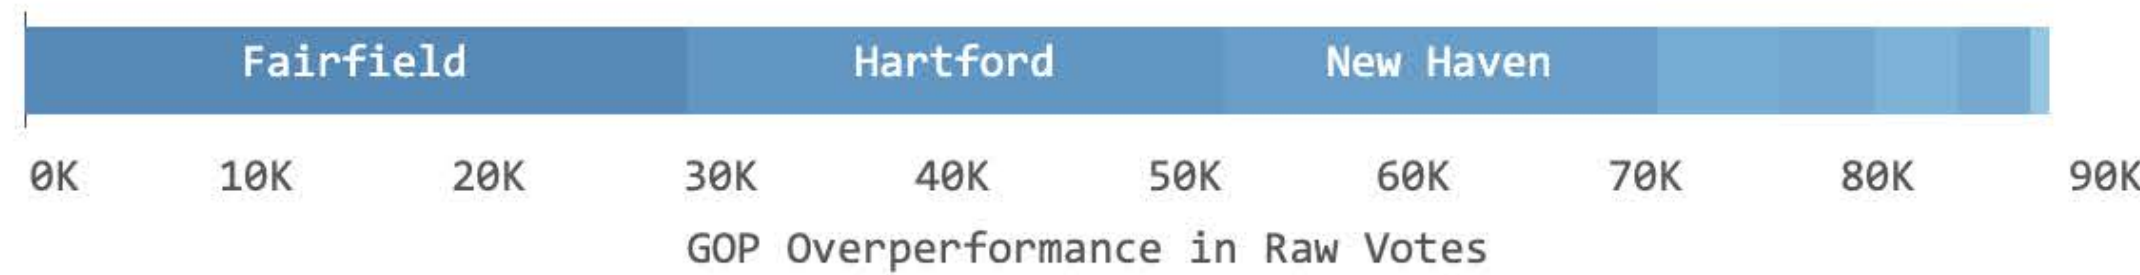 Fairfield Hartford New Haven
0K 10K 20K 30K 40K 50K 60K 70K 80K 90K
GOP Overperformance in Raw Votes